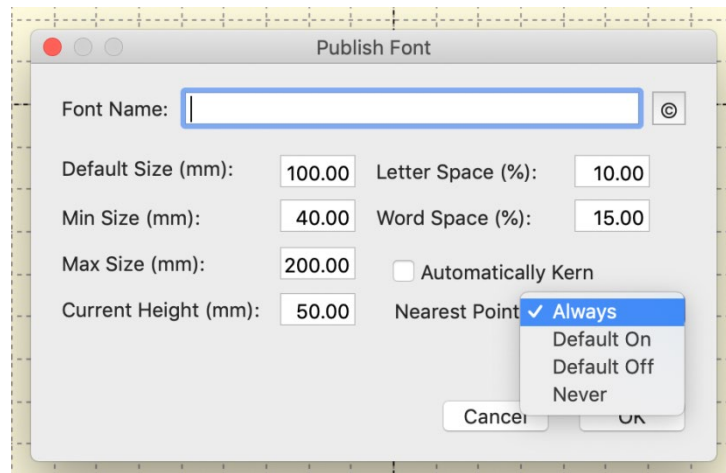 Publish Font
Font Name: ©
Default Size (mm): 100.00 Letter Space (%): 10.00
Min Size (mm): 40.00 Word Space (%): 15.00
Max Size (mm): 200.00 Automatically Kern
Current Height (mm): 50.00 Nearest Point ✓ Always
Default On
Default Off
Never
Cancel OK